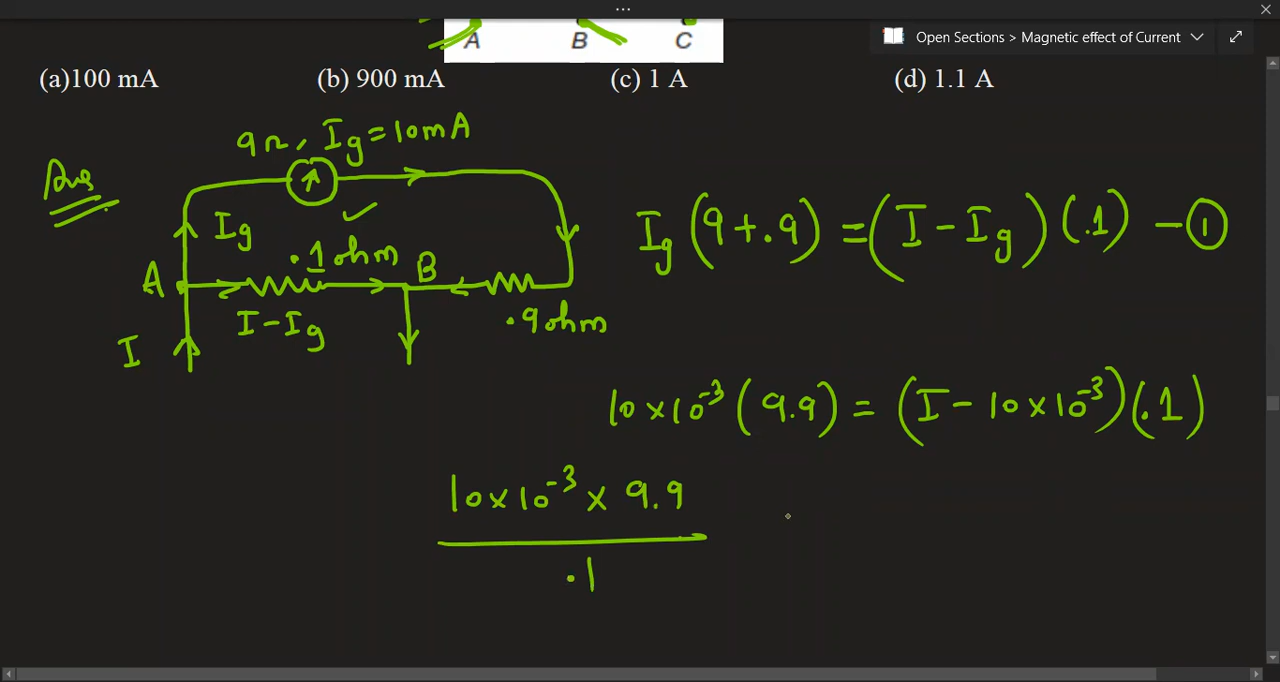 A B C
Open Sections > Magnetic effect of Current
(a)100 mA (b) 900 mA (c) 1 A (d) 1.1 A
9Ω, Ig = 10mA
Ans
Ig
Ig (9+.9) = (I - Ig) (.1) - ①
.1 ohm
A B
I - Ig .9 ohm
I
10×10⁻³ (9.9) = (I - 10×10⁻³) (.1)
10×10⁻³ × 9.9
.1